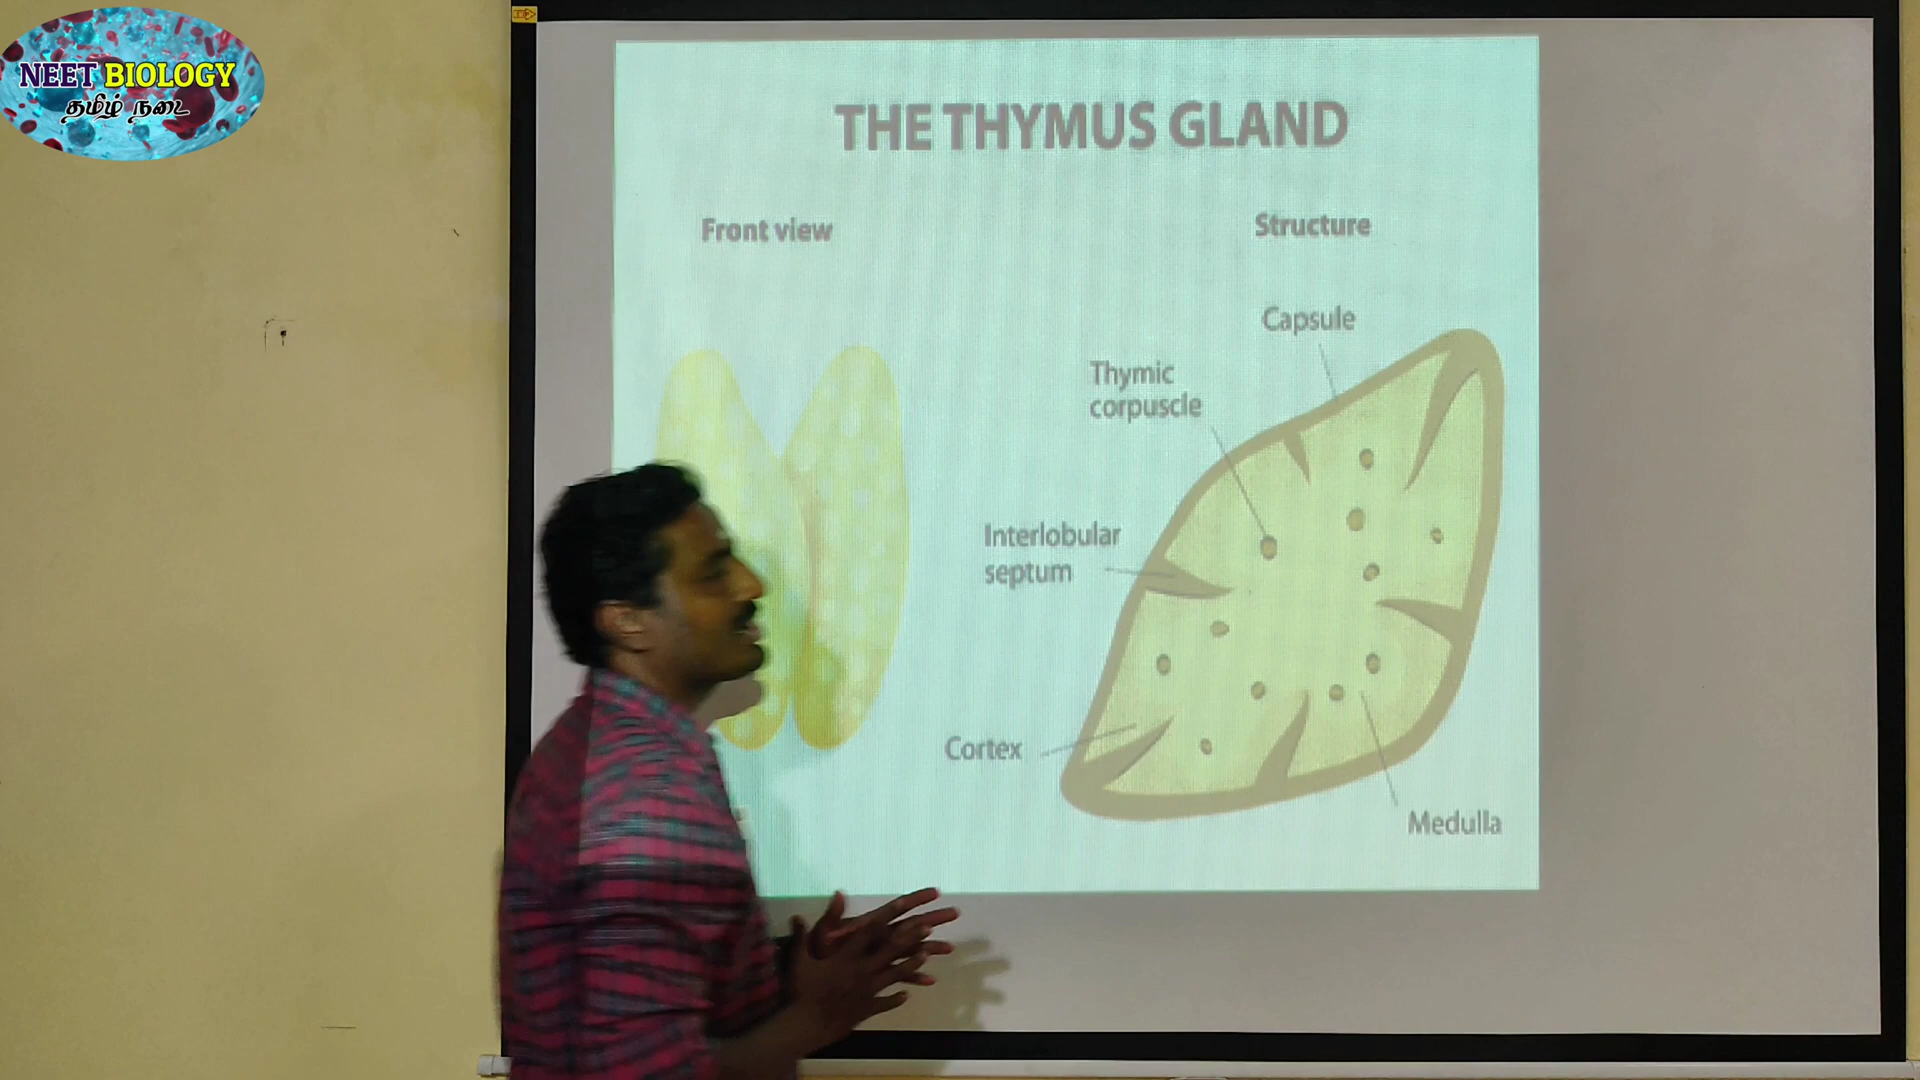 NEET BIOLOGY
தமிழ் நடை
THE THYMUS GLAND
Front view
Structure
Capsule
Thymic
corpuscle
Interlobular
septum
Cortex
Medulla